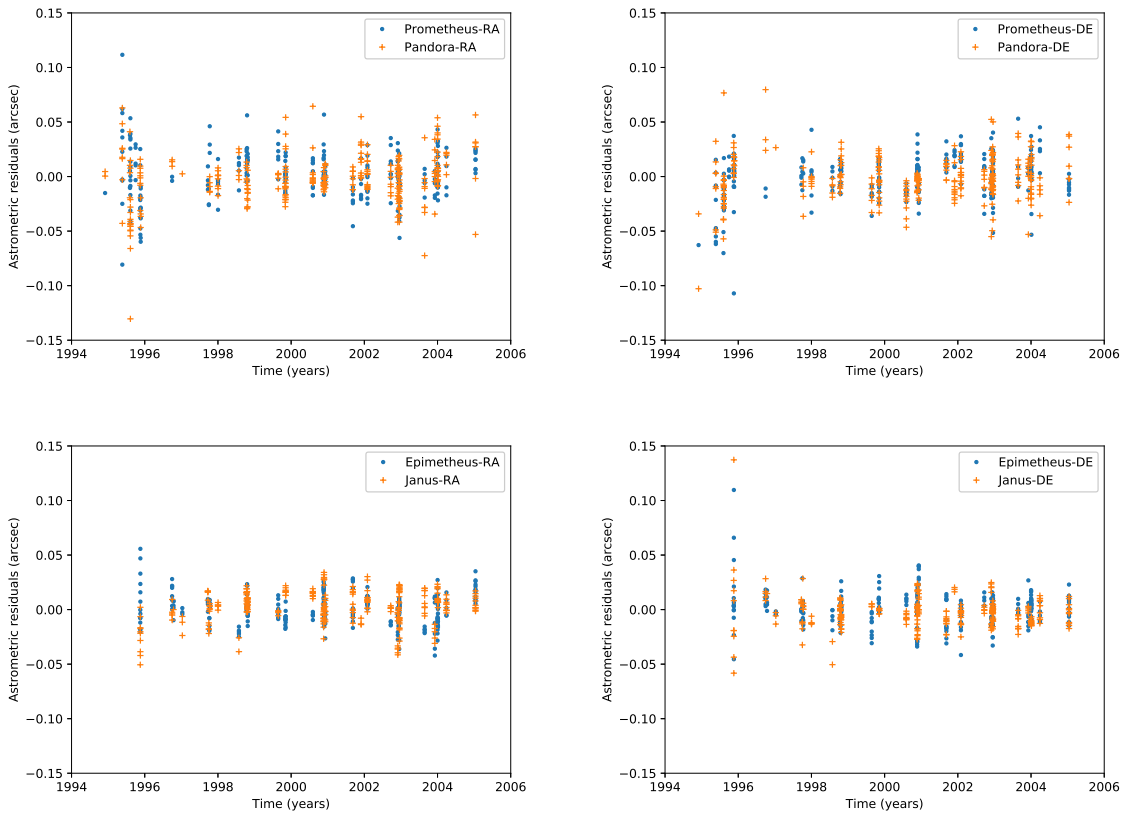 Prometheus-RA
Pandora-RA
Astrometric residuals (arcsec)
0.15
0.10
0.05
0.00
−0.05
−0.10
−0.15
1994 1996 1998 2000 2002 2004 2006
Time (years)
Prometheus-DE
Pandora-DE
Astrometric residuals (arcsec)
0.15
0.10
0.05
0.00
−0.05
−0.10
−0.15
1994 1996 1998 2000 2002 2004 2006
Time (years)
Epimetheus-RA
Janus-RA
Astrometric residuals (arcsec)
0.15
0.10
0.05
0.00
−0.05
−0.10
−0.15
1994 1996 1998 2000 2002 2004 2006
Time (years)
Epimetheus-DE
Janus-DE
Astrometric residuals (arcsec)
0.15
0.10
0.05
0.00
−0.05
−0.10
−0.15
1994 1996 1998 2000 2002 2004 2006
Time (years)